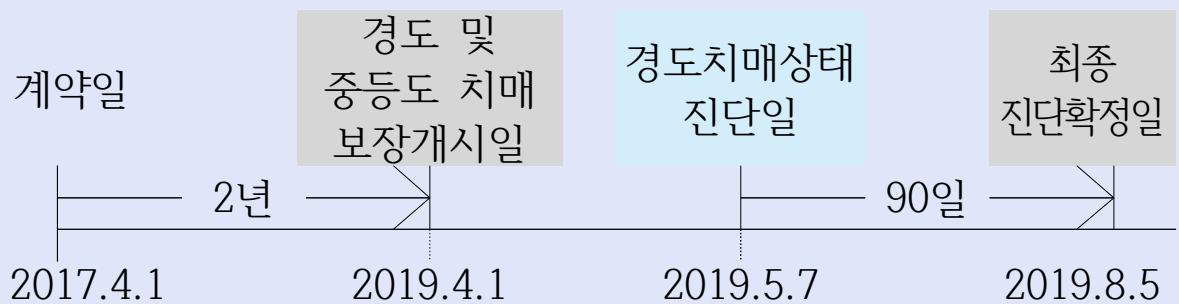 계약일
경도 및
중등도 치매
보장개시일
경도치매상태
진단일
최종
진단확정일
2년
90일
2017.4.1
2019.4.1
2019.5.7
2019.8.5